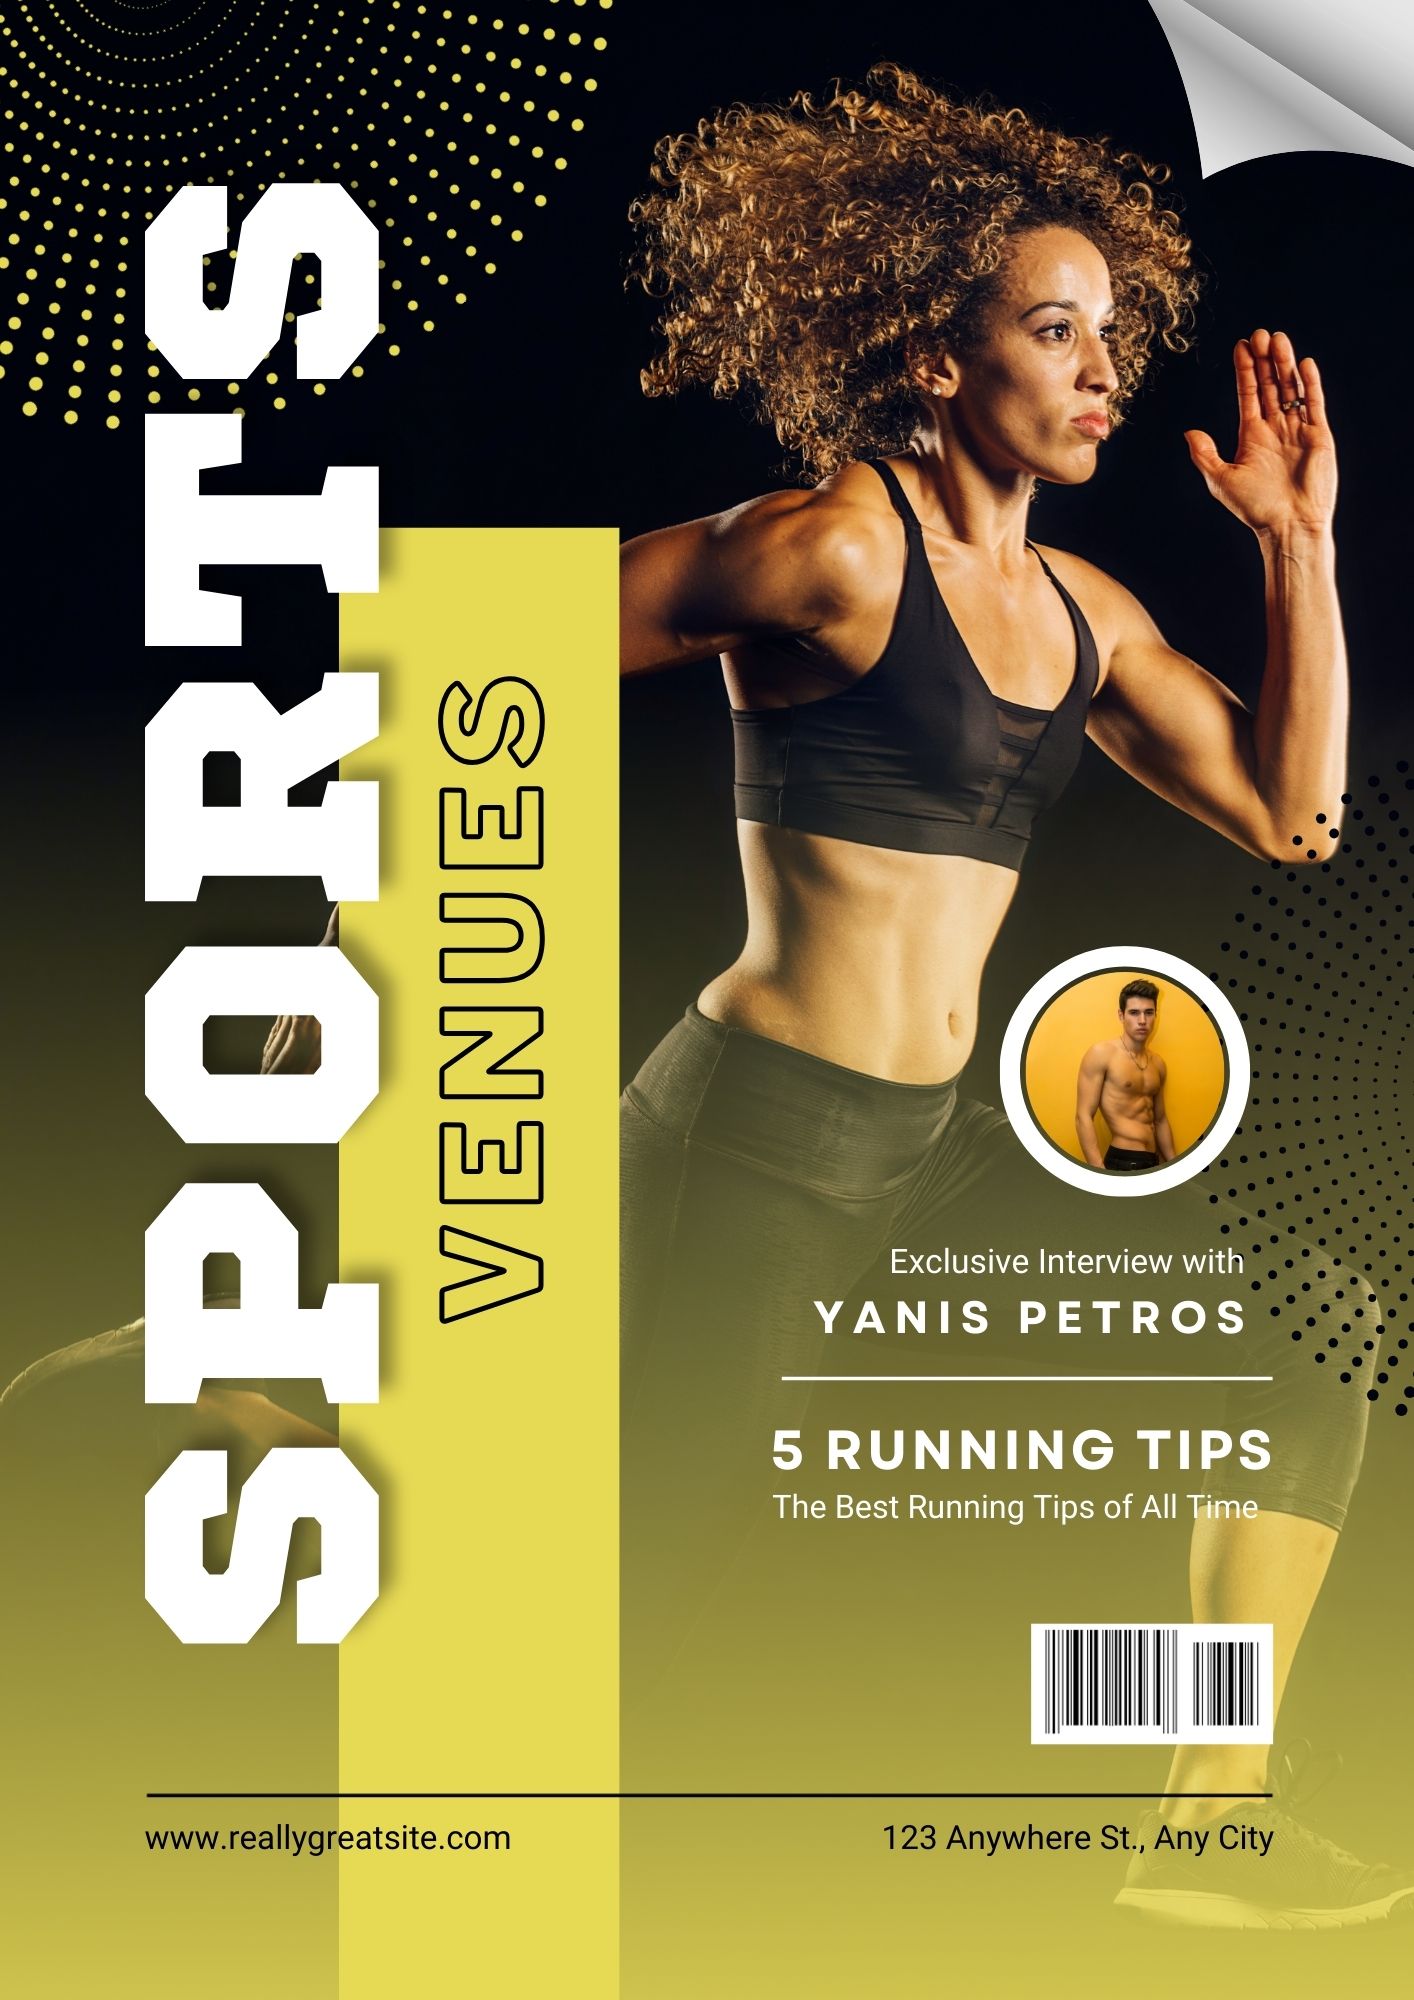 SPORTS
VENUES
Exclusive Interview with
YANIS PETROS
5 RUNNING TIPS
The Best Running Tips of All Time
www.reallygreatsite.com
123 Anywhere St., Any City